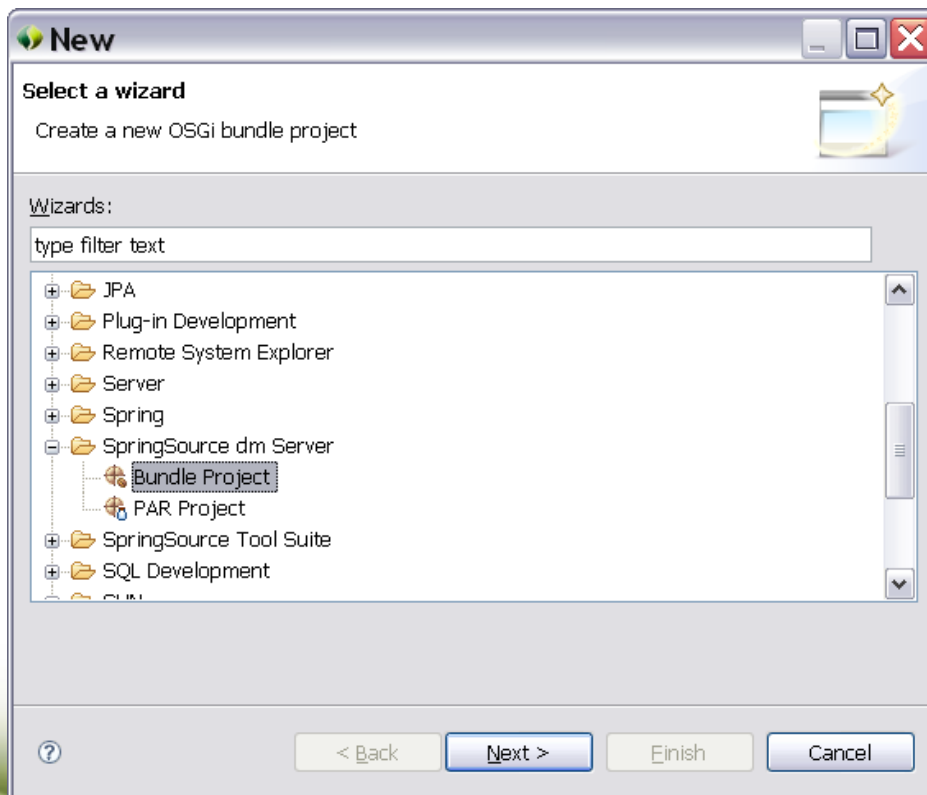 New
Select a wizard
Create a new OSGi bundle project
Wizards:
type filter text
JPA
Plug-in Development
Remote System Explorer
Server
Spring
SpringSource dm Server
Bundle Project
PAR Project
SpringSource Tool Suite
SQL Development
< Back Next > Finish Cancel